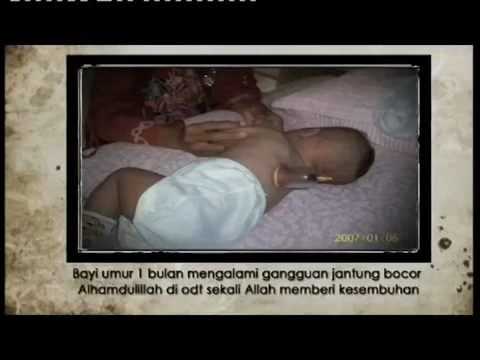 2007/01/06
Bayi umur 1 bulan mengalami gangguan jantung bocor
Alhamdulillah di odt sekali Allah memberi kesembuhan